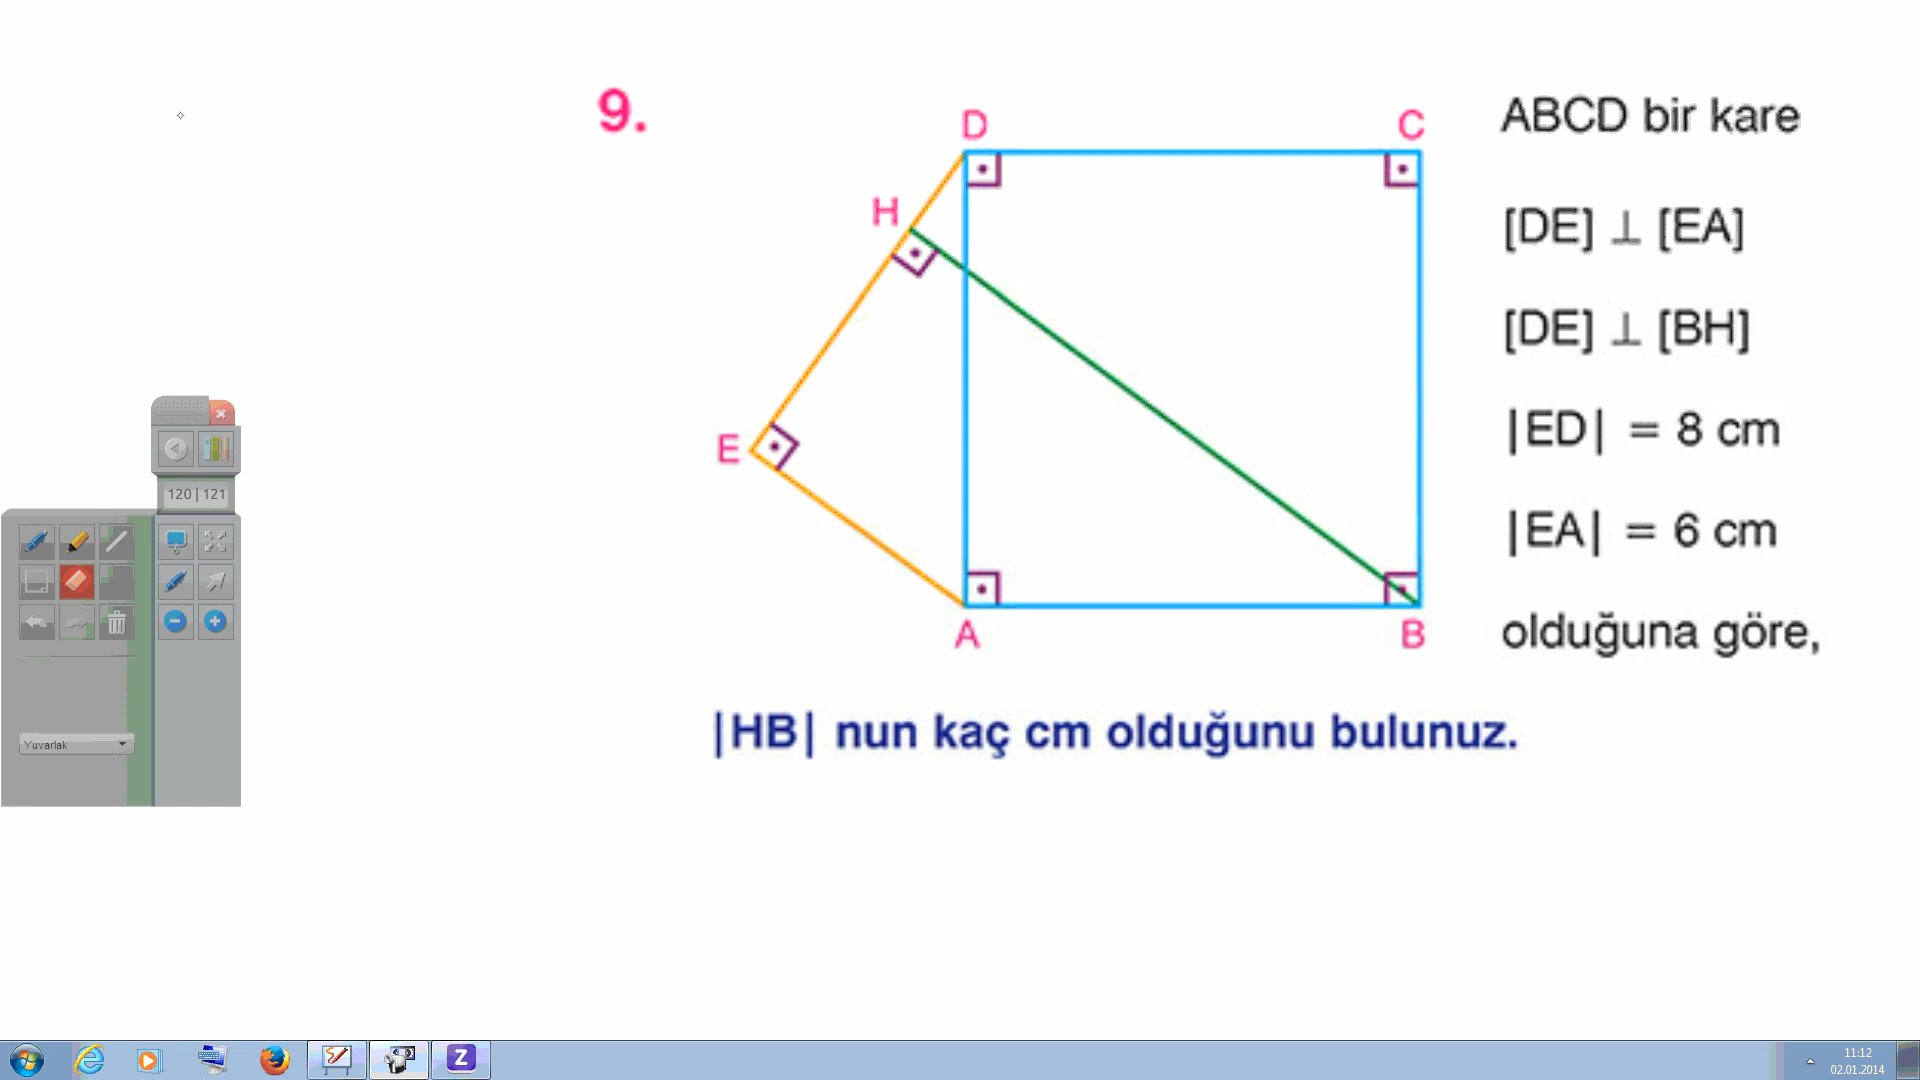 9.
D
C
H
E
A
B
ABCD bir kare
[DE] ⊥ [EA]
[DE] ⊥ [BH]
|ED| = 8 cm
|EA| = 6 cm
olduğuna göre,
|HB| nun kaç cm olduğunu bulunuz.
120 | 121
Yuvarlak
Z
11:12
02.01.2014